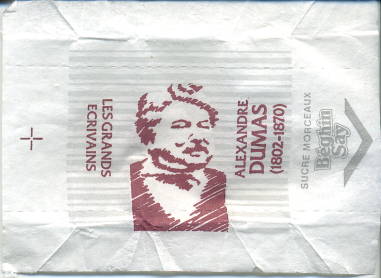 LES GRANDS
ECRIVAINS
ALEXANDRE
DUMAS
(1802-1870)
SUCRE MORCEAUX
Béghin
Say